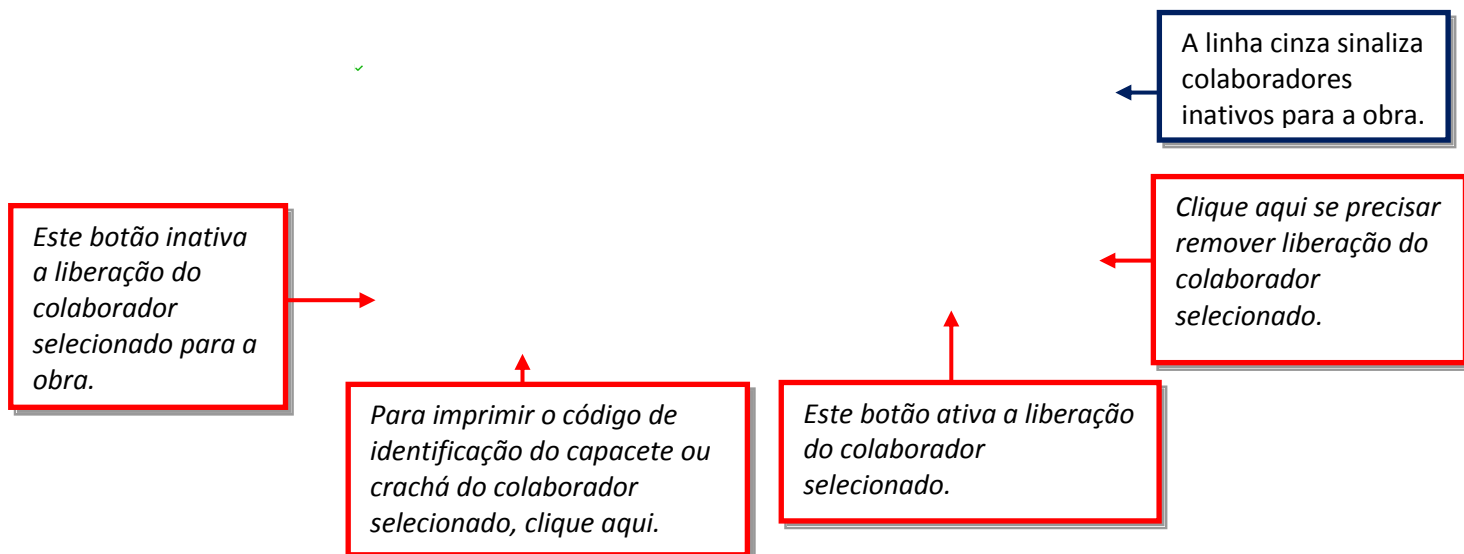 A linha cinza sinaliza
colaboradores
inativos para a obra.
Clique aqui se precisar
remover liberação do
colaborador
selecionado.
Este botão inativa
a liberação do
colaborador
selecionado para a
obra.
Para imprimir o código de
identificação do capacete ou
crachá do colaborador
selecionado, clique aqui.
Este botão ativa a liberação
do colaborador
selecionado.